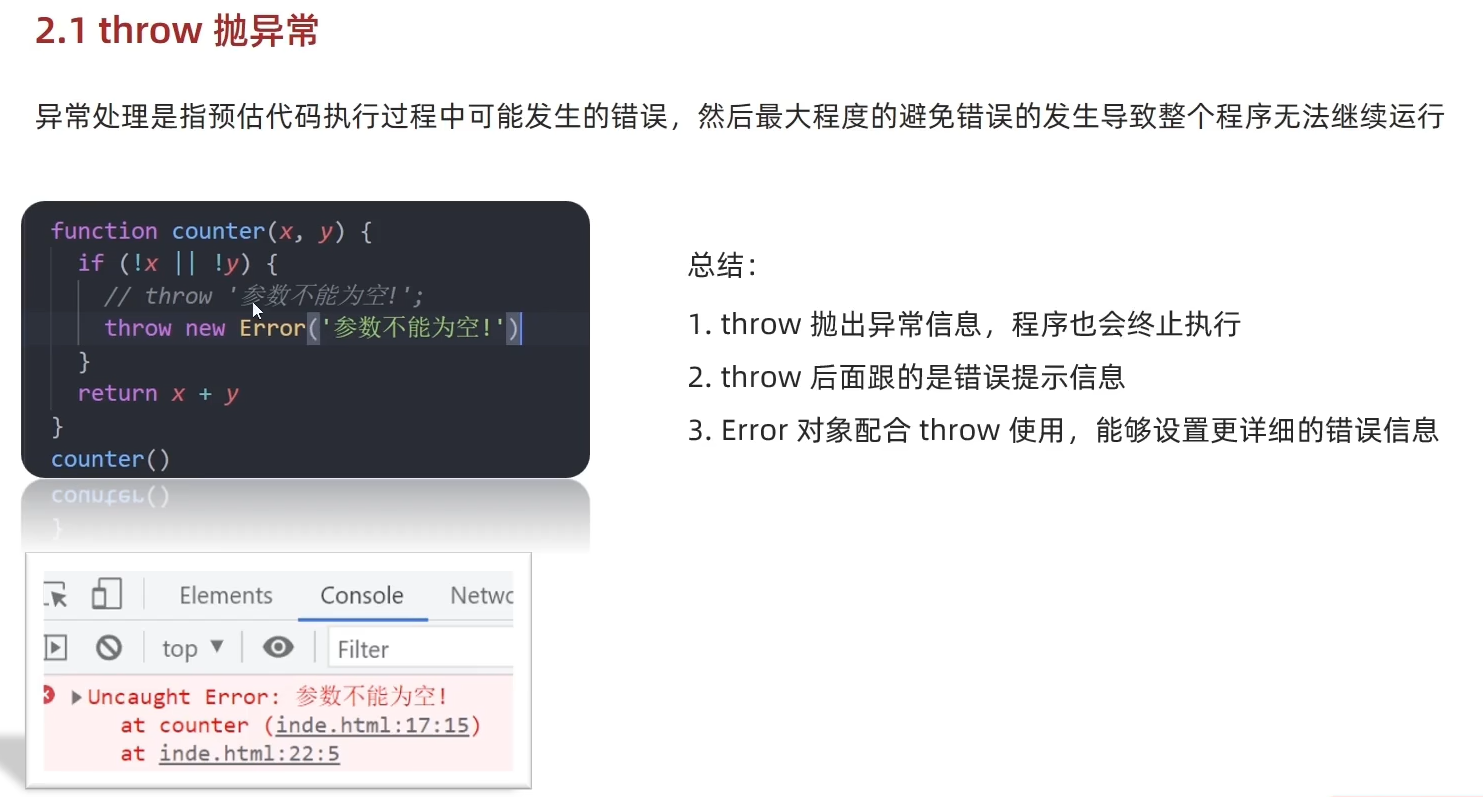 2.1 throw 抛异常
异常处理是指预估代码执行过程中可能发生的错误，然后最大程度的避免错误的发生导致整个程序无法继续运行
function counter(x, y) {
if (!x || !y) {
// throw '参数不能为空!';
throw new Error('参数不能为空!')
}
return x + y
}
counter()
总结：
1. throw 抛出异常信息，程序也会终止执行
2. throw 后面跟的是错误提示信息
3. Error 对象配合 throw 使用，能够设置更详细的错误信息
Elements Console Netwo
top ▼ Filter
▶Uncaught Error: 参数不能为空!
at counter (inde.html:17:15)
at inde.html:22:5